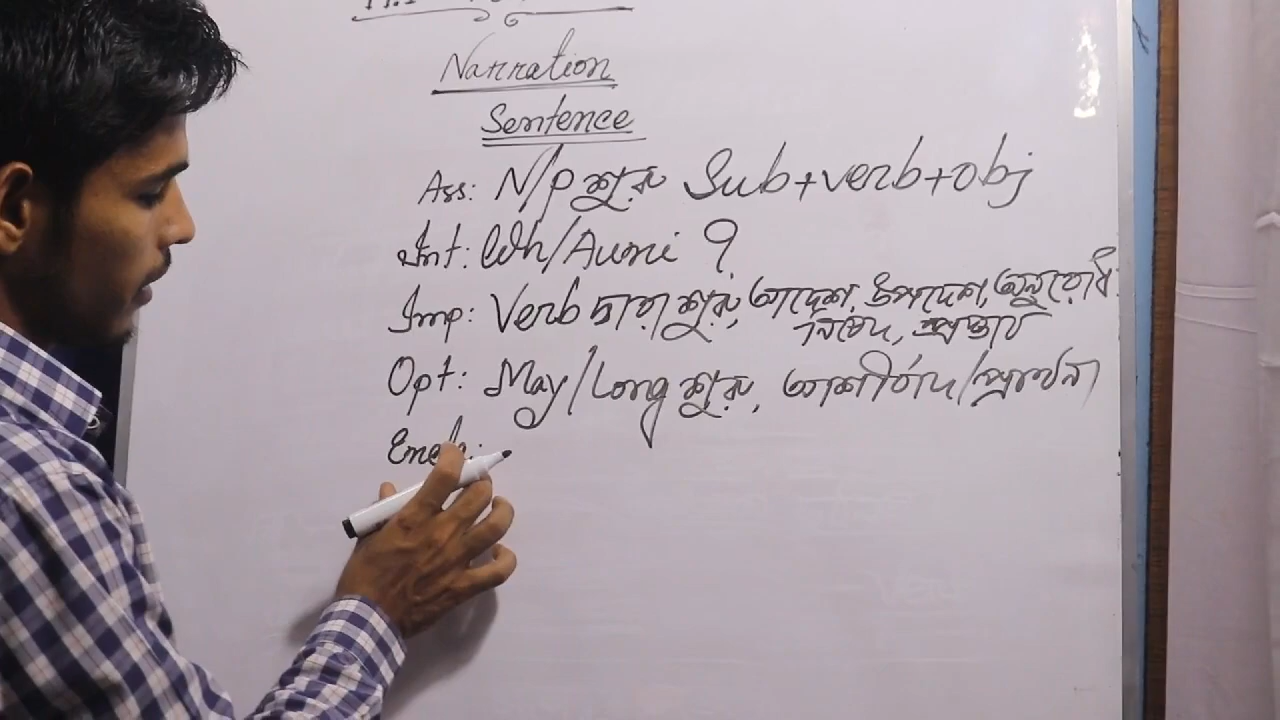 Narration
Sentence
Ass: N/P শুরু Sub+verb+obj
Int: Wh/Auxi ?
Imp: Verb দ্বারা শুরু, আদেশ, উপদেশ, অনুরোধ
নিষেধ, প্রস্তাব
Opt: May/Long শুরু, আশীর্বাদ/প্রার্থনা
Excla: